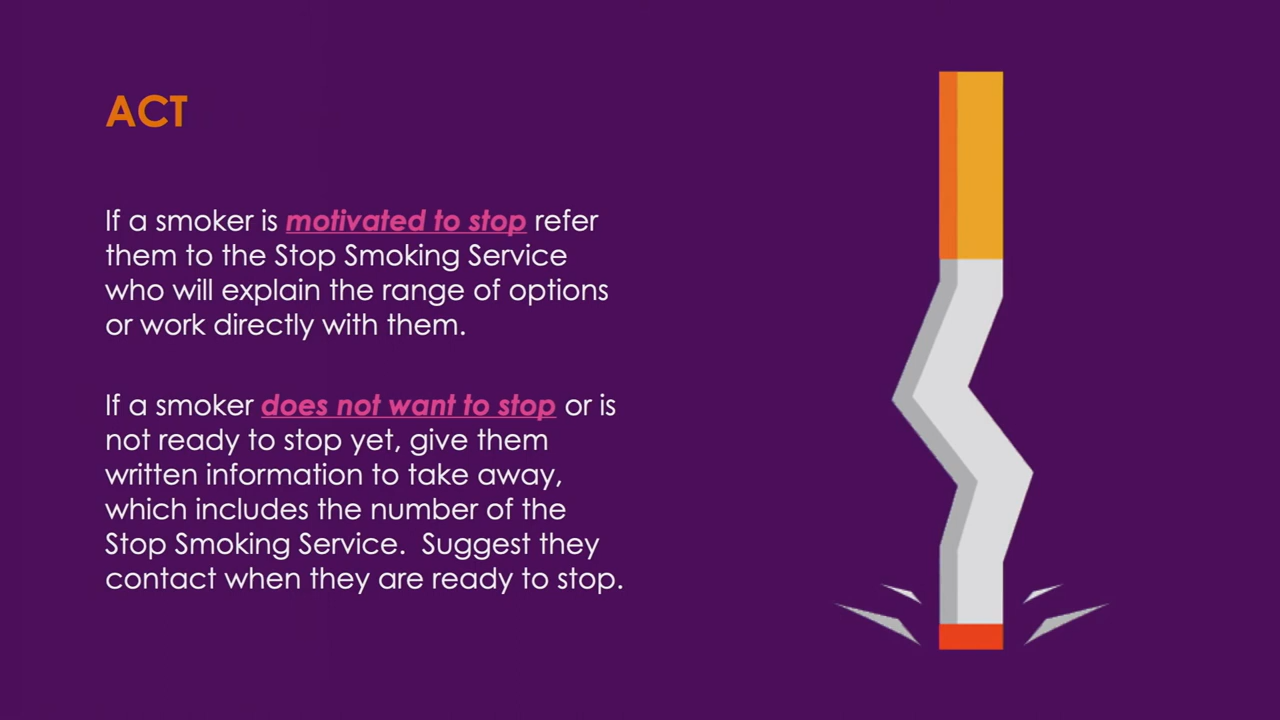 ACT
If a smoker is motivated to stop refer
them to the Stop Smoking Service
who will explain the range of options
or work directly with them.
If a smoker does not want to stop or is
not ready to stop yet, give them
written information to take away,
which includes the number of the
Stop Smoking Service.  Suggest they
contact when they are ready to stop.